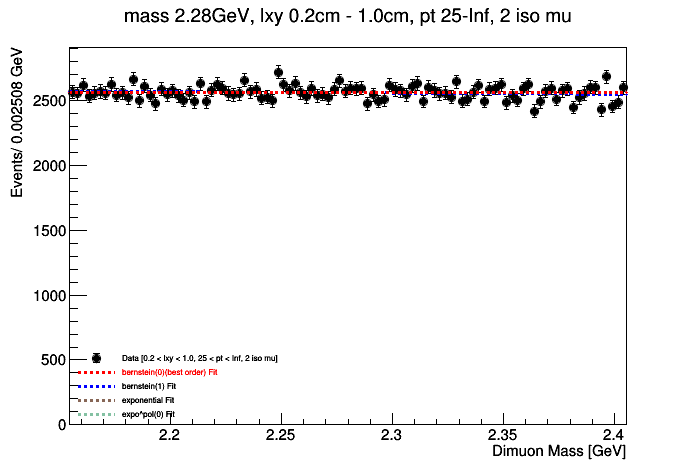 mass 2.28GeV, lxy 0.2cm - 1.0cm, pt 25-Inf, 2 iso mu
Events/ 0.002508 GeV
2500
2000
1500
1000
500
0
Data [0.2 < lxy < 1.0, 25 < pt < Inf, 2 iso mu]
bernstein(0)(best order) Fit
bernstein(1) Fit
exponential Fit
expo*pol(0) Fit
2.2 2.25 2.3 2.35 2.4
Dimuon Mass [GeV]